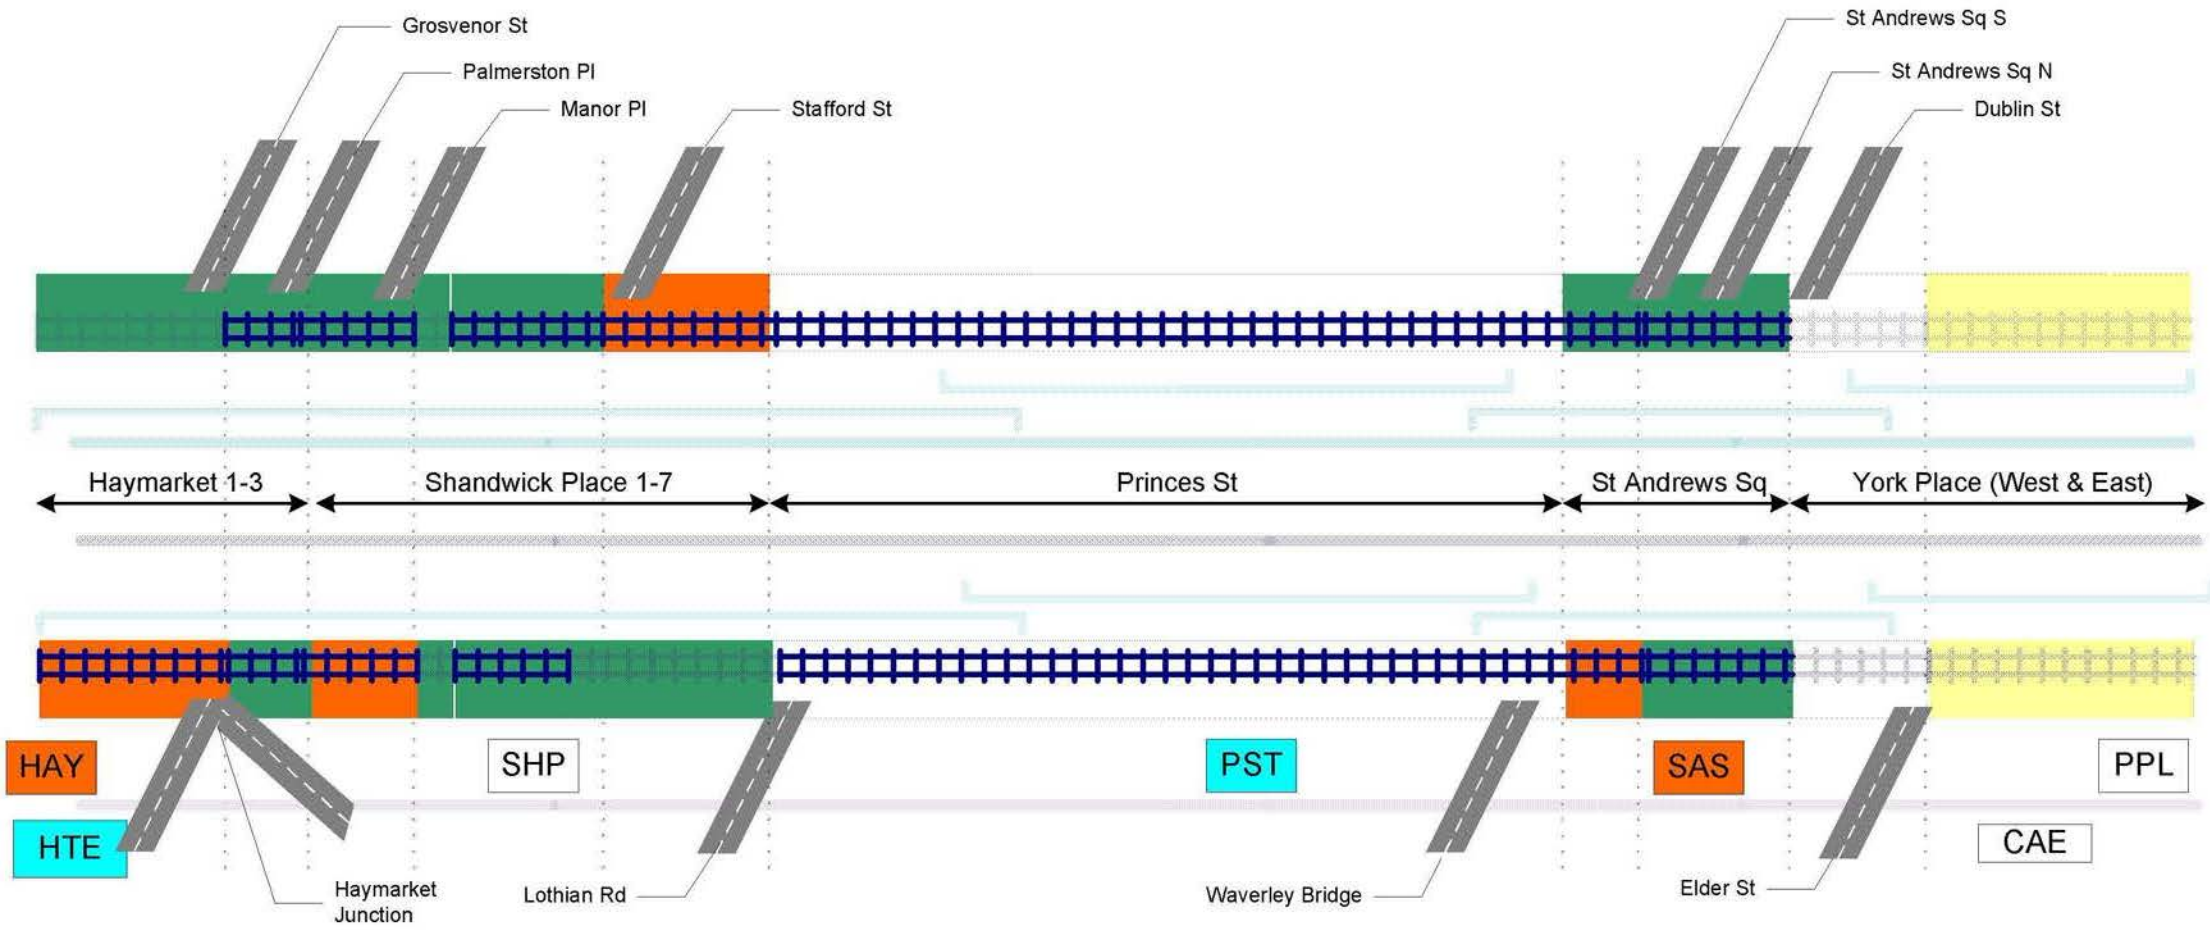 Grosvenor St
St Andrews Sq S
Palmerston Pl
St Andrews Sq N
Manor Pl
Stafford St
Dublin St
Haymarket 1-3
Shandwick Place 1-7
Princes St
St Andrews Sq
York Place (West & East)
HAY
SHP
PST
SAS
PPL
HTE
CAE
Haymarket
Junction
Lothian Rd
Waverley Bridge
Elder St